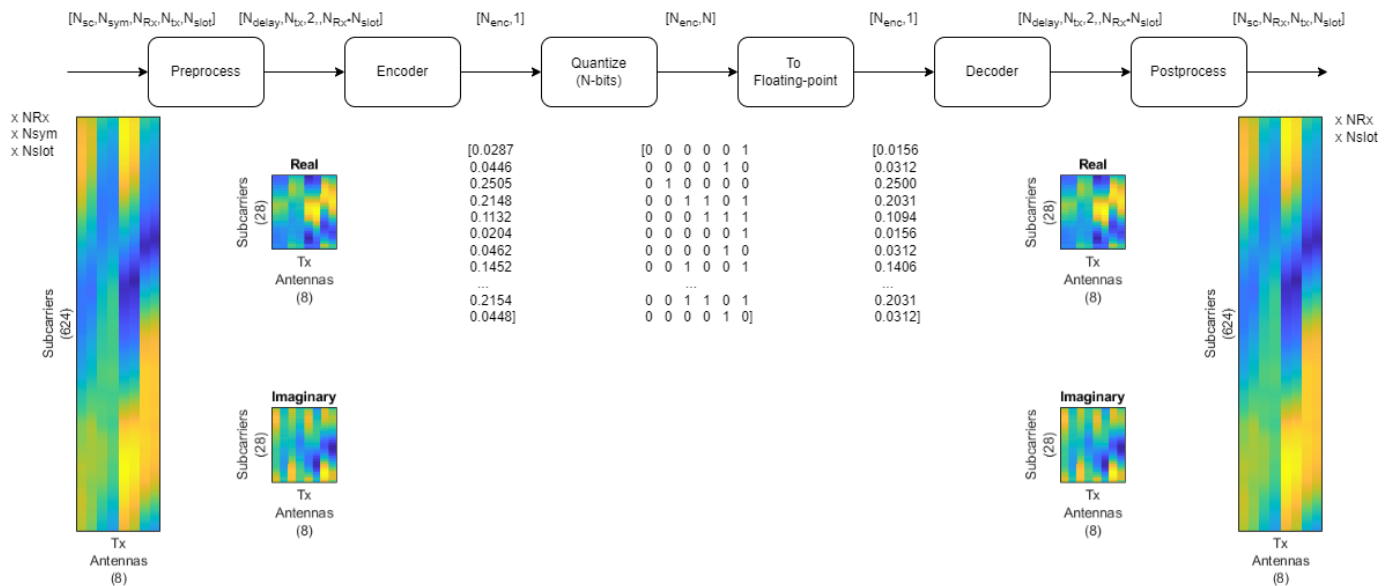 [Nsc,Nsym,NRx,Ntx,Nslot]
[Ndelay,Ntx,2,,NRx*Nslot]
[Nenc,1]
[Nenc,N]
[Nenc,1]
[Ndelay,Ntx,2,,NRx*Nslot]
[Nsc,NRx,Ntx,Nslot]
Preprocess
Encoder
Quantize
(N-bits)
To
Floating-point
Decoder
Postprocess
x NRx
x Nsym
x Nslot
Subcarriers
(624)
Tx
Antennas
(8)
Real
Subcarriers
(28)
Tx
Antennas
(8)
Imaginary
Subcarriers
(28)
Tx
Antennas
(8)
[0.0287
0.0446
0.2505
0.2148
0.1132
0.0204
0.0462
0.1452
...
0.2154
0.0448]
[0 0 0 0 0 1
0 0 0 0 1 0
0 1 0 0 0 0
0 0 1 1 0 1
0 0 0 1 1 1
0 0 0 0 0 1
0 0 0 0 1 0
0 0 1 0 0 1
...
0 0 1 1 0 1
0 0 0 0 1 0]
[0.0156
0.0312
0.2500
0.2031
0.1094
0.0156
0.0312
0.1406
...
0.2031
0.0312]
Real
Subcarriers
(28)
Tx
Antennas
(8)
Imaginary
Subcarriers
(28)
Tx
Antennas
(8)
x NRx
x Nslot
Subcarriers
(624)
Tx
Antennas
(8)